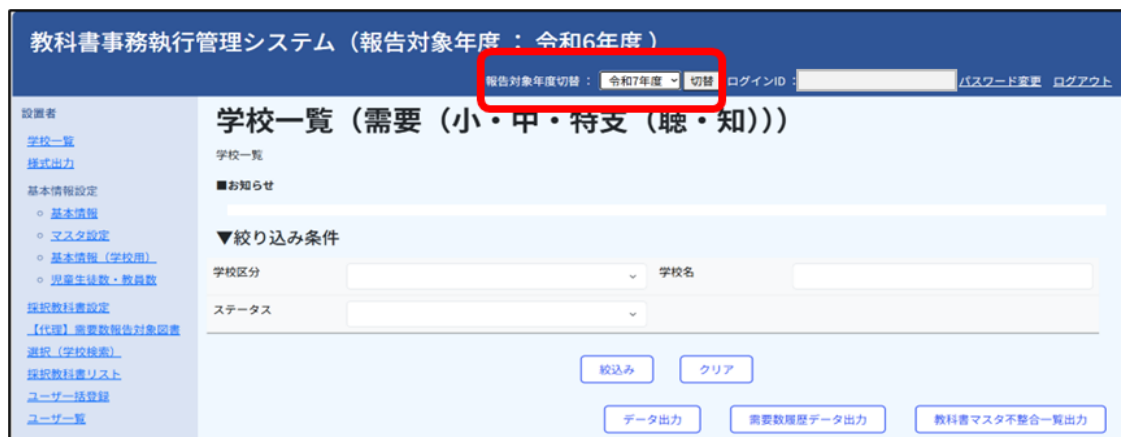 教科書事務執行管理システム（報告対象年度 ： 令和6年度 ）
報告対象年度切替 ： 令和7年度 切替 ログインID ： パスワード変更 ログアウト
設置者
学校一覧
様式出力
基本情報設定
基本情報
マスタ設定
基本情報（学校用）
児童生徒数・教員数
採択教科書設定
【代理】需要数報告対象図書
選択（学校検索）
採択教科書リスト
ユーザ一括登録
ユーザ一覧
学校一覧（需要（小・中・特支（聴・知）））
学校一覧
■お知らせ
▼絞り込み条件
学校区分 学校名
ステータス
絞込み クリア
データ出力 需要数履歴データ出力 教科書マスタ不整合一覧出力